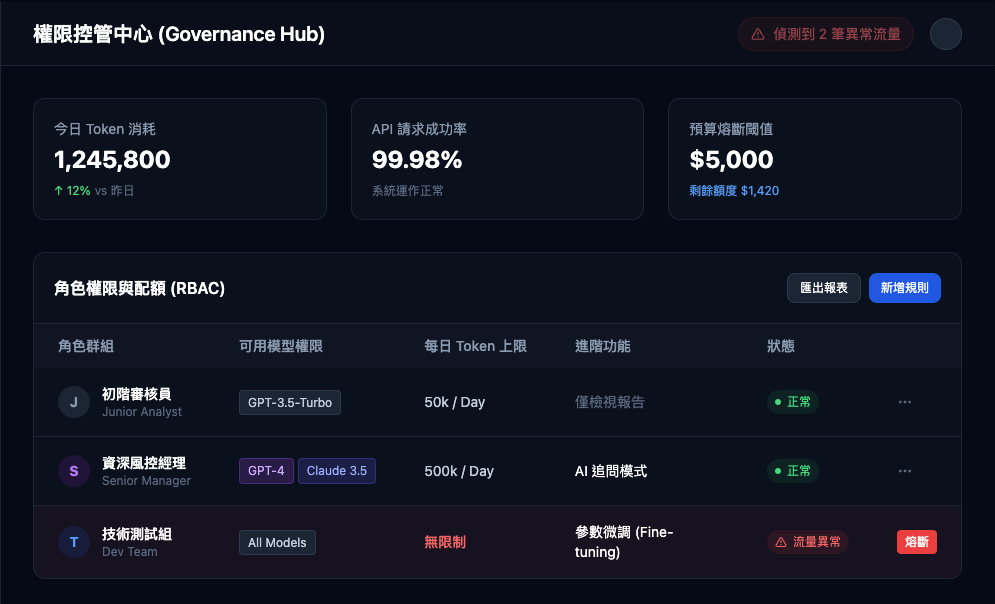 權限控管中心 (Governance Hub)
偵測到 2 筆異常流量
今日 Token 消耗
1,245,800
↑ 12% vs 昨日
API 請求成功率
99.98%
系統運作正常
預算熔斷閾值
$5,000
剩餘額度 $1,420
角色權限與配額 (RBAC)
匯出報表
新增規則
角色群組 可用模型權限 每日 Token 上限 進階功能 狀態
J
初階審核員
Junior Analyst
GPT-3.5-Turbo
50k / Day
僅檢視報告
正常
S
資深風控經理
Senior Manager
GPT-4 Claude 3.5
500k / Day
AI 追問模式
正常
T
技術測試組
Dev Team
All Models
無限制
參數微調 (Fine-
tuning)
流量異常
熔斷